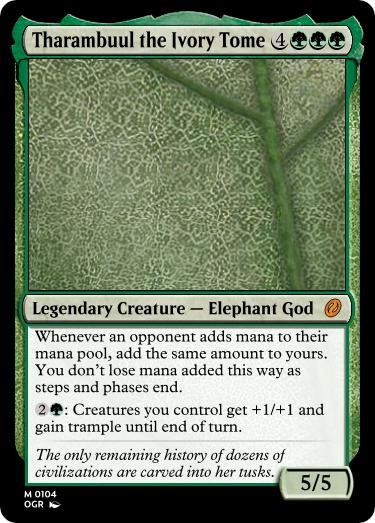 Tharambuul the Ivory Tome 4
Legendary Creature — Elephant God
Whenever an opponent adds mana to their
mana pool, add the same amount to yours.
You don't lose mana added this way as
steps and phases end.
2 : Creatures you control get +1/+1 and
gain trample until end of turn.
The only remaining history of dozens of
civilizations are carved into her tusks.
5/5
M 0104
OGR